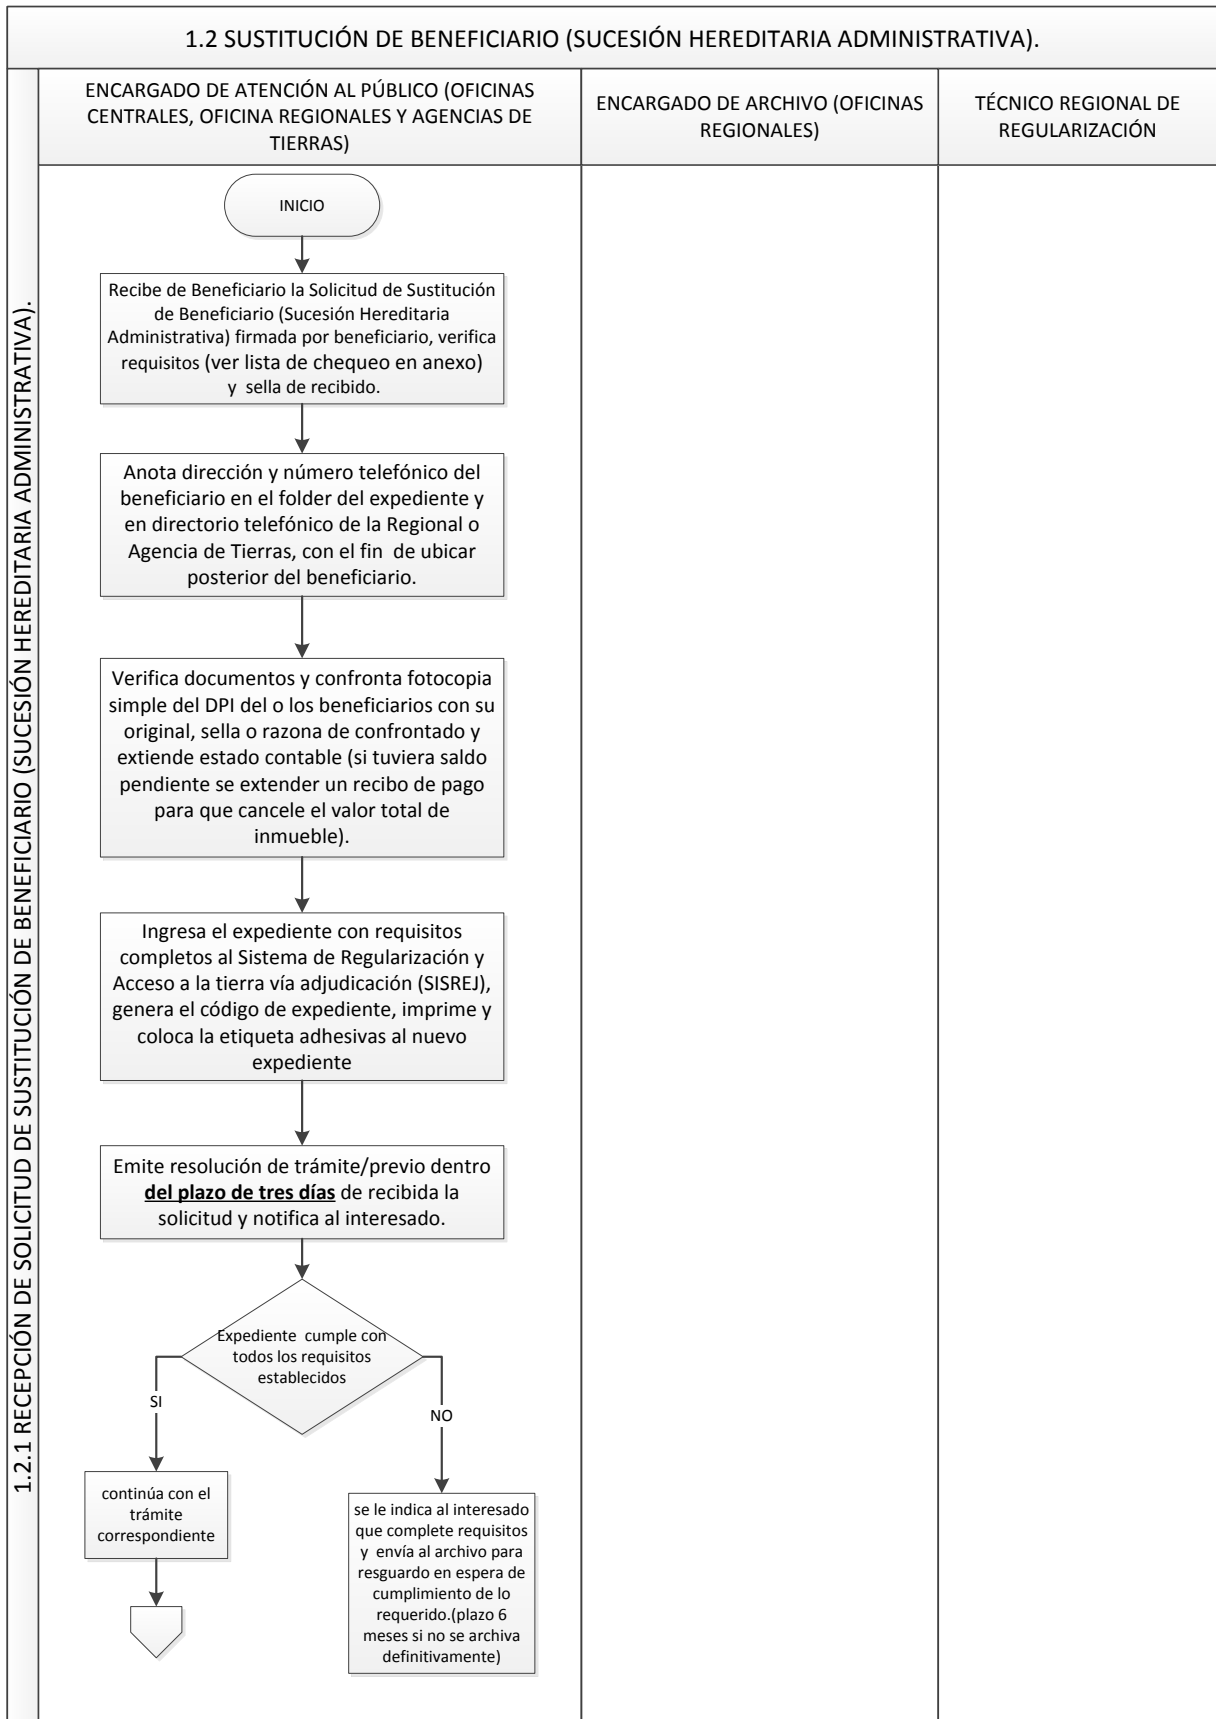 1.2 SUSTITUCIÓN DE BENEFICIARIO (SUCESIÓN HEREDITARIA ADMINISTRATIVA).
ENCARGADO DE ATENCIÓN AL PÚBLICO (OFICINAS
CENTRALES, OFICINA REGIONALES Y AGENCIAS DE
TIERRAS)
ENCARGADO DE ARCHIVO (OFICINAS
REGIONALES)
TÉCNICO REGIONAL DE
REGULARIZACIÓN
1.2.1 RECEPCIÓN DE SOLICITUD DE SUSTITUCIÓN DE BENEFICIARIO (SUCESIÓN HEREDITARIA ADMINISTRATIVA).
INICIO
Recibe de Beneficiario la Solicitud de Sustitución
de Beneficiario (Sucesión Hereditaria
Administrativa) firmada por beneficiario, verifica
requisitos (ver lista de chequeo en anexo)
y  sella de recibido.
Anota dirección y número telefónico del
beneficiario en el folder del expediente y
en directorio telefónico de la Regional o
Agencia de Tierras, con el fin  de ubicar
posterior del beneficiario.
Verifica documentos y confronta fotocopia
simple del DPI del o los beneficiarios con su
original, sella o razona de confrontado y
extiende estado contable (si tuviera saldo
pendiente se extender un recibo de pago
para que cancele el valor total de
inmueble).
Ingresa el expediente con requisitos
completos al Sistema de Regularización y
Acceso a la tierra vía adjudicación (SISREJ),
genera el código de expediente, imprime y
coloca la etiqueta adhesivas al nuevo
expediente
Emite resolución de trámite/previo dentro
del plazo de tres días de recibida la
solicitud y notifica al interesado.
Expediente  cumple con
todos los requisitos
establecidos
SI
NO
continúa con el
trámite
correspondiente
se le indica al interesado
que complete requisitos
y  envía al archivo para
resguardo en espera de
cumplimiento de lo
requerido.(plazo 6
meses si no se archiva
definitivamente)